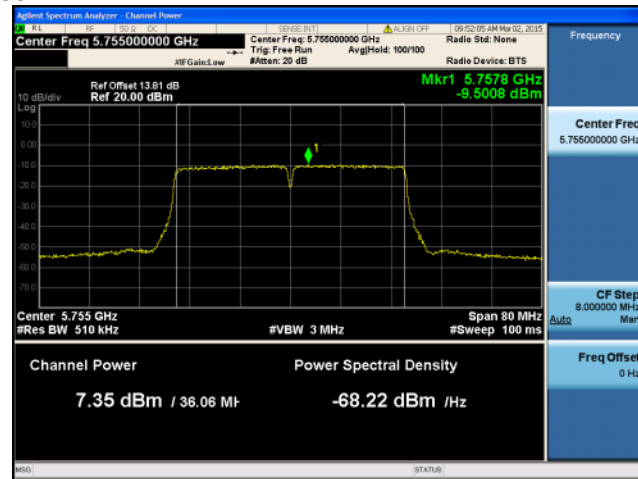 Agilent Spectrum Analyzer - Channel Power
RL RF 50 Ω DC SENSE:INT ALIGN OFF 09:52:05 AM Mar 02, 2015
Center Freq 5.755000000 GHz
Center Freq: 5.755000000 GHz
Radio Std: None
Trig: Free Run Avg|Hold: 100/100
#IFGain:Low #Atten: 20 dB Radio Device: BTS
Ref Offset 13.81 dB
10 dB/div Ref 20.00 dBm
Log
Mkr1 5.7578 GHz
-9.5008 dBm
10.0
0.00
-10.0
-20.0
-30.0
-40.0
-50.0
-60.0
-70.0
1
Center 5.755 GHz Span 80 MHz
#Res BW 510 kHz #VBW 3 MHz #Sweep 100 ms
Channel Power
7.35 dBm / 36.06 MH
Power Spectral Density
-68.22 dBm /Hz
MSG STATUS
Frequency
Center Freq
5.755000000 GHz
CF Step
8.000000 MHz
Auto Man
Freq Offset
0 Hz